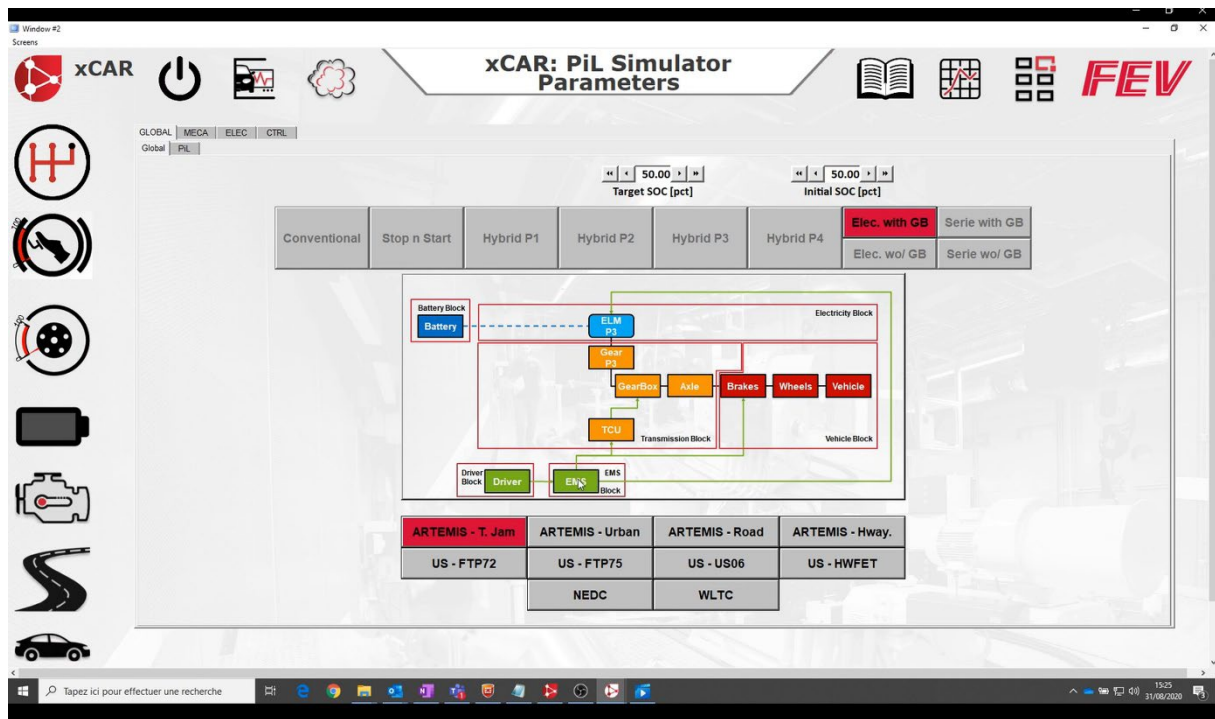 Window #2
Screens
xCAR
xCAR: PiL Simulator
Parameters
FEV
GLOBAL MECA ELEC CTRL
Global PiL
50.00 50.00
Target SOC [pct] Initial SOC [pct]
Conventional Stop n Start Hybrid P1 Hybrid P2 Hybrid P3 Hybrid P4 Elec. with GB Serie with GB
Elec. wo/ GB Serie wo/ GB
Battery Block
Battery
ELM
P3
Electricity Block
Gear
P3
GearBox Axle Brakes Wheels Vehicle
TCU
Transmission Block
Vehicle Block
Driver
Block
Driver
EMS
EMS
Block
ARTEMIS - T. Jam ARTEMIS - Urban ARTEMIS - Road ARTEMIS - Hway.
US - FTP72 US - FTP75 US - US06 US - HWFET
NEDC WLTC
Tapez ici pour effectuer une recherche
15:25
31/08/2020